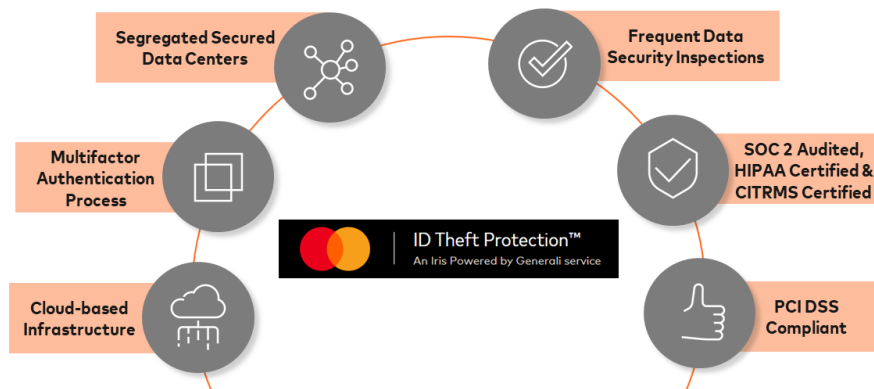 Segregated Secured
Data Centers
Frequent Data
Security Inspections
Multifactor
Authentication
Process
SOC 2 Audited,
HIPAA Certified &
CITRMS Certified
ID Theft Protection™
An Iris Powered by Generali service
Cloud-based
Infrastructure
PCI DSS
Compliant